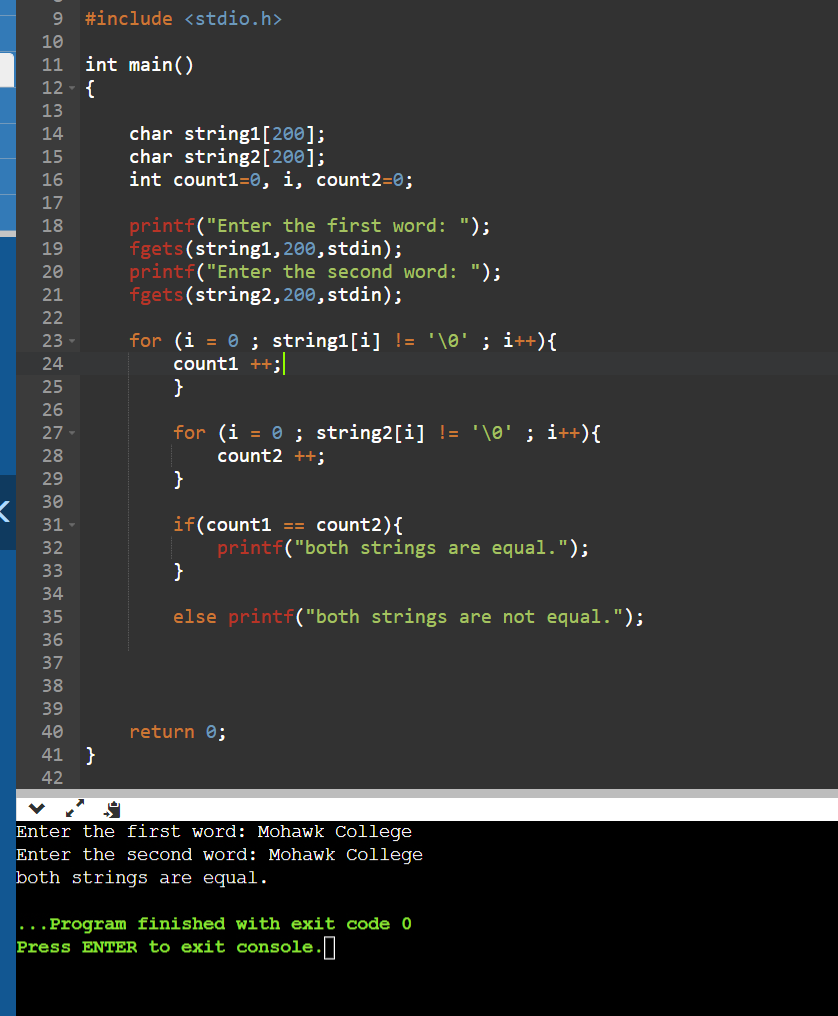 9 #include <stdio.h>
10
11 int main()
12 {
13
14 char string1[200];
15 char string2[200];
16 int count1=0, i, count2=0;
17
18 printf("Enter the first word: ");
19 fgets(string1,200,stdin);
20 printf("Enter the second word: ");
21 fgets(string2,200,stdin);
22
23 for (i = 0 ; string1[i] != '\0' ; i++){
24 count1 ++;
25 }
26
27 for (i = 0 ; string2[i] != '\0' ; i++){
28 count2 ++;
29 }
30
31 if(count1 == count2){
32 printf("both strings are equal.");
33 }
34
35 else printf("both strings are not equal.");
36
37
38
39
40 return 0;
41 }
42
Enter the first word: Mohawk College
Enter the second word: Mohawk College
both strings are equal.
...Program finished with exit code 0
Press ENTER to exit console.